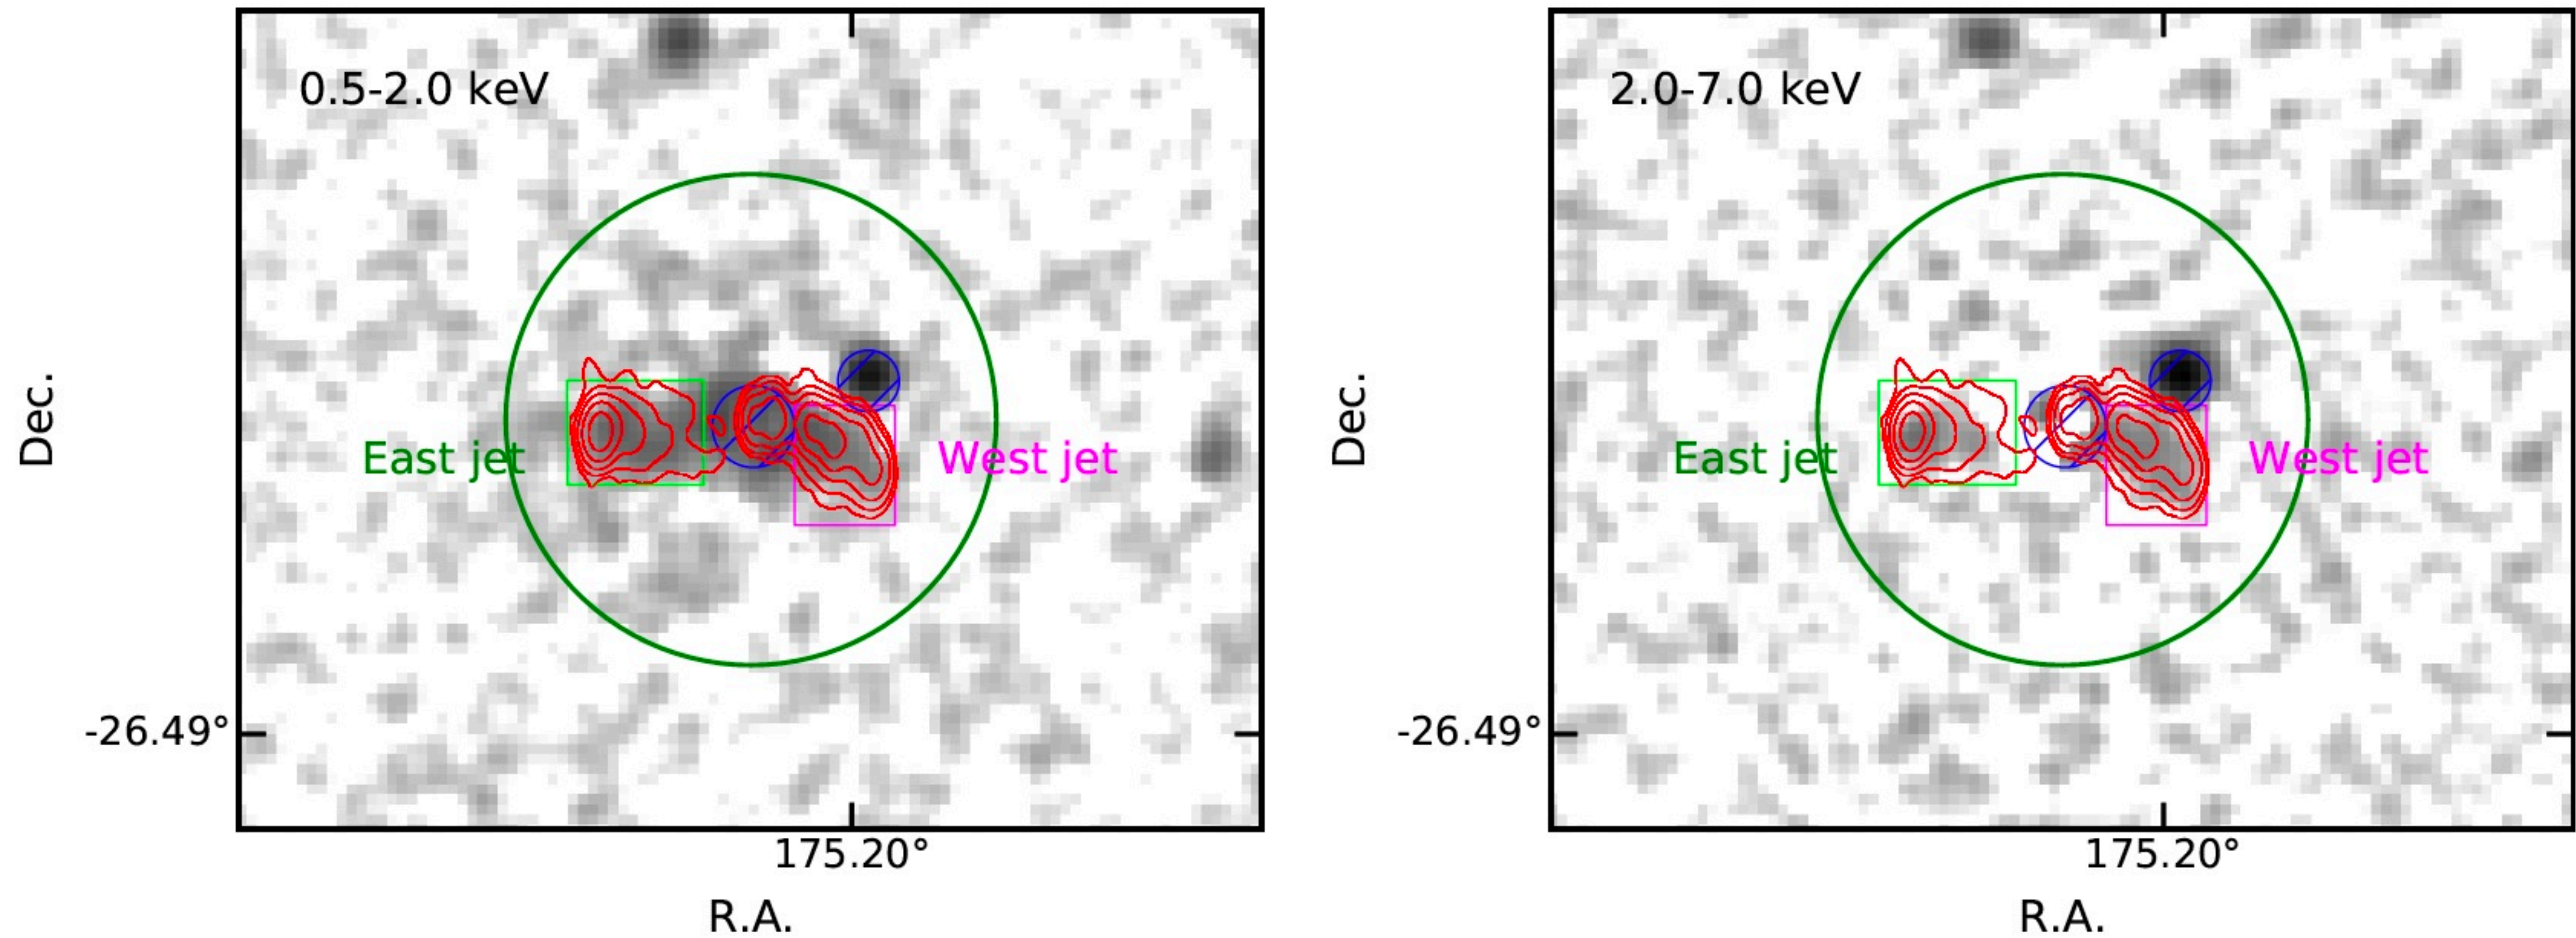 0.5-2.0 keV
East jet
West jet
Dec.
-26.49°
175.20°
R.A.
2.0-7.0 keV
East jet
West jet
Dec.
-26.49°
175.20°
R.A.